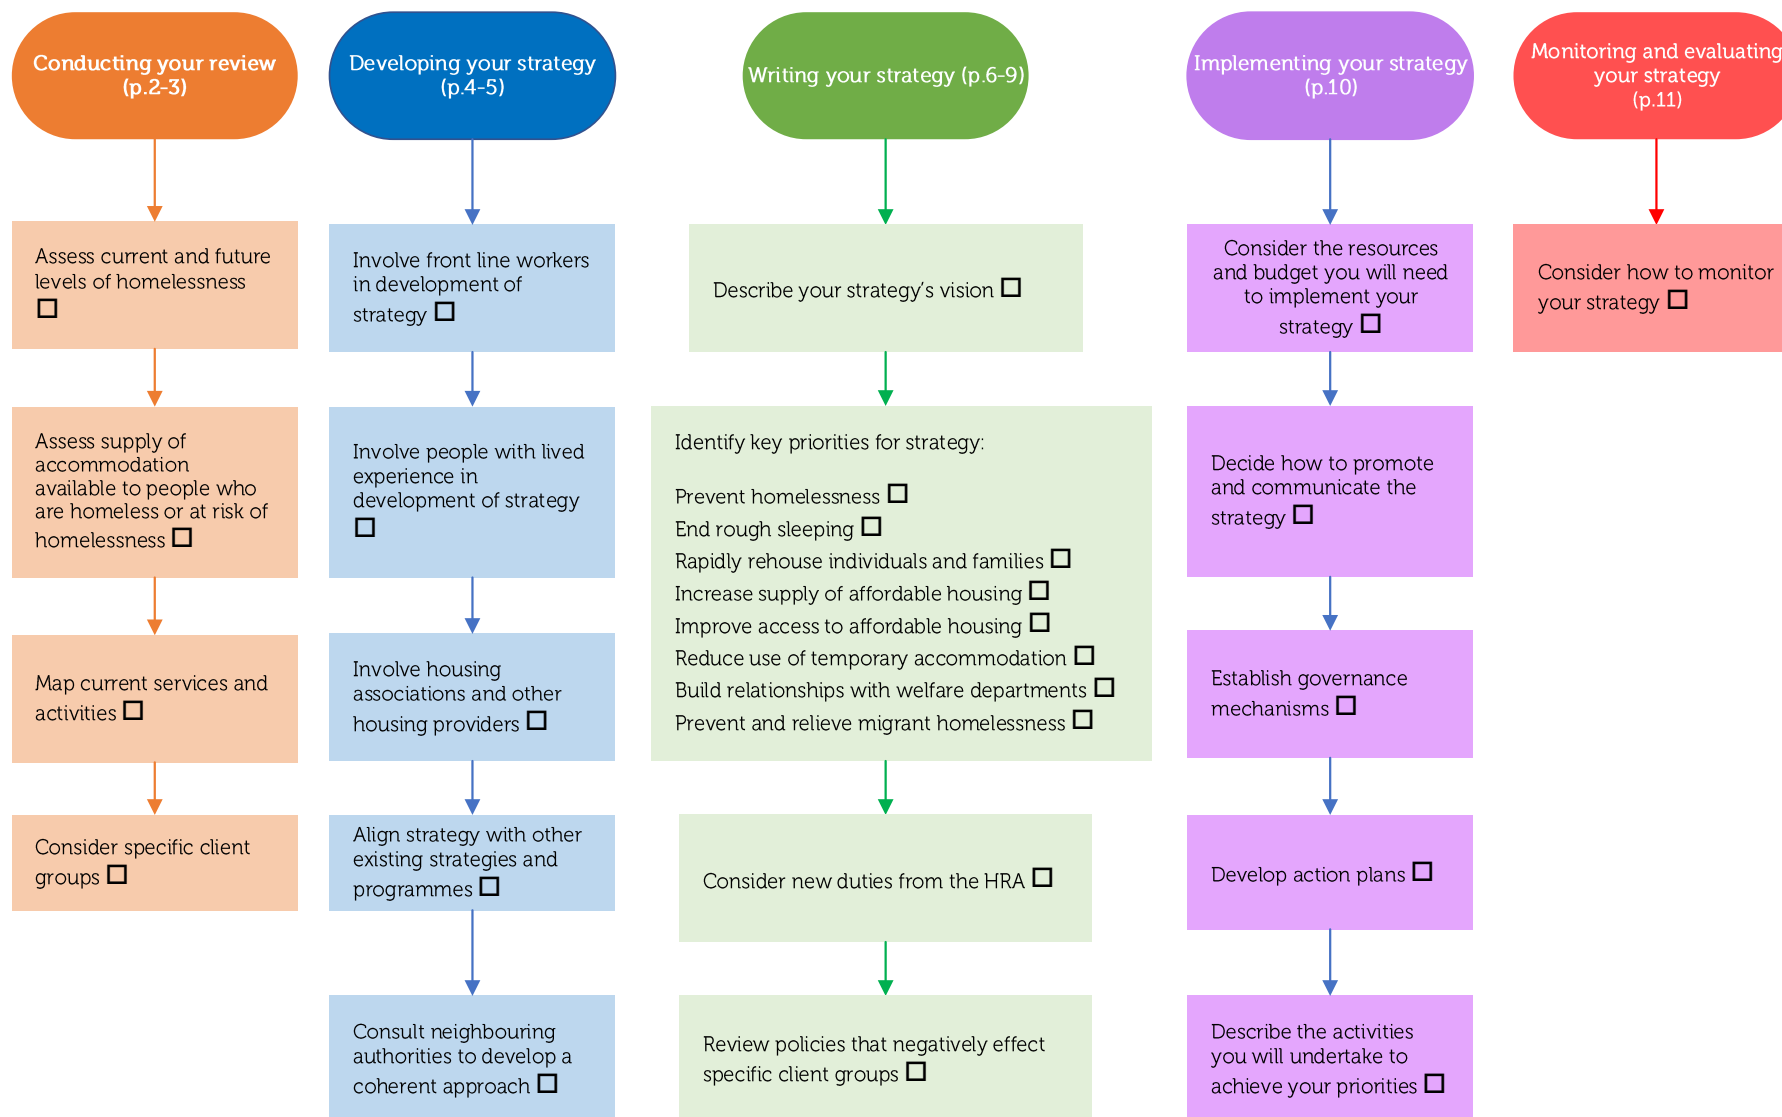 Conducting your review
(p.2-3)
Assess current and future
levels of homelessness
☐
Assess supply of
accommodation
available to people who
are homeless or at risk of
homelessness ☐
Map current services and
activities ☐
Consider specific client
groups ☐
Developing your strategy
(p.4-5)
Involve front line workers
in development of
strategy ☐
Involve people with lived
experience in
development of strategy
☐
Involve housing
associations and other
housing providers ☐
Align strategy with other
existing strategies and
programmes ☐
Consult neighbouring
authorities to develop a
coherent approach ☐
Writing your strategy (p.6-9)
Describe your strategy’s vision ☐
Identify key priorities for strategy:
Prevent homelessness ☐
End rough sleeping ☐
Rapidly rehouse individuals and families ☐
Increase supply of affordable housing ☐
Improve access to affordable housing ☐
Reduce use of temporary accommodation ☐
Build relationships with welfare departments ☐
Prevent and relieve migrant homelessness ☐
Consider new duties from the HRA ☐
Review policies that negatively effect
specific client groups ☐
Implementing your strategy
(p.10)
Consider the resources
and budget you will need
to implement your
strategy ☐
Decide how to promote
and communicate the
strategy ☐
Establish governance
mechanisms ☐
Develop action plans ☐
Describe the activities
you will undertake to
achieve your priorities ☐
Monitoring and evaluating
your strategy
(p.11)
Consider how to monitor
your strategy ☐